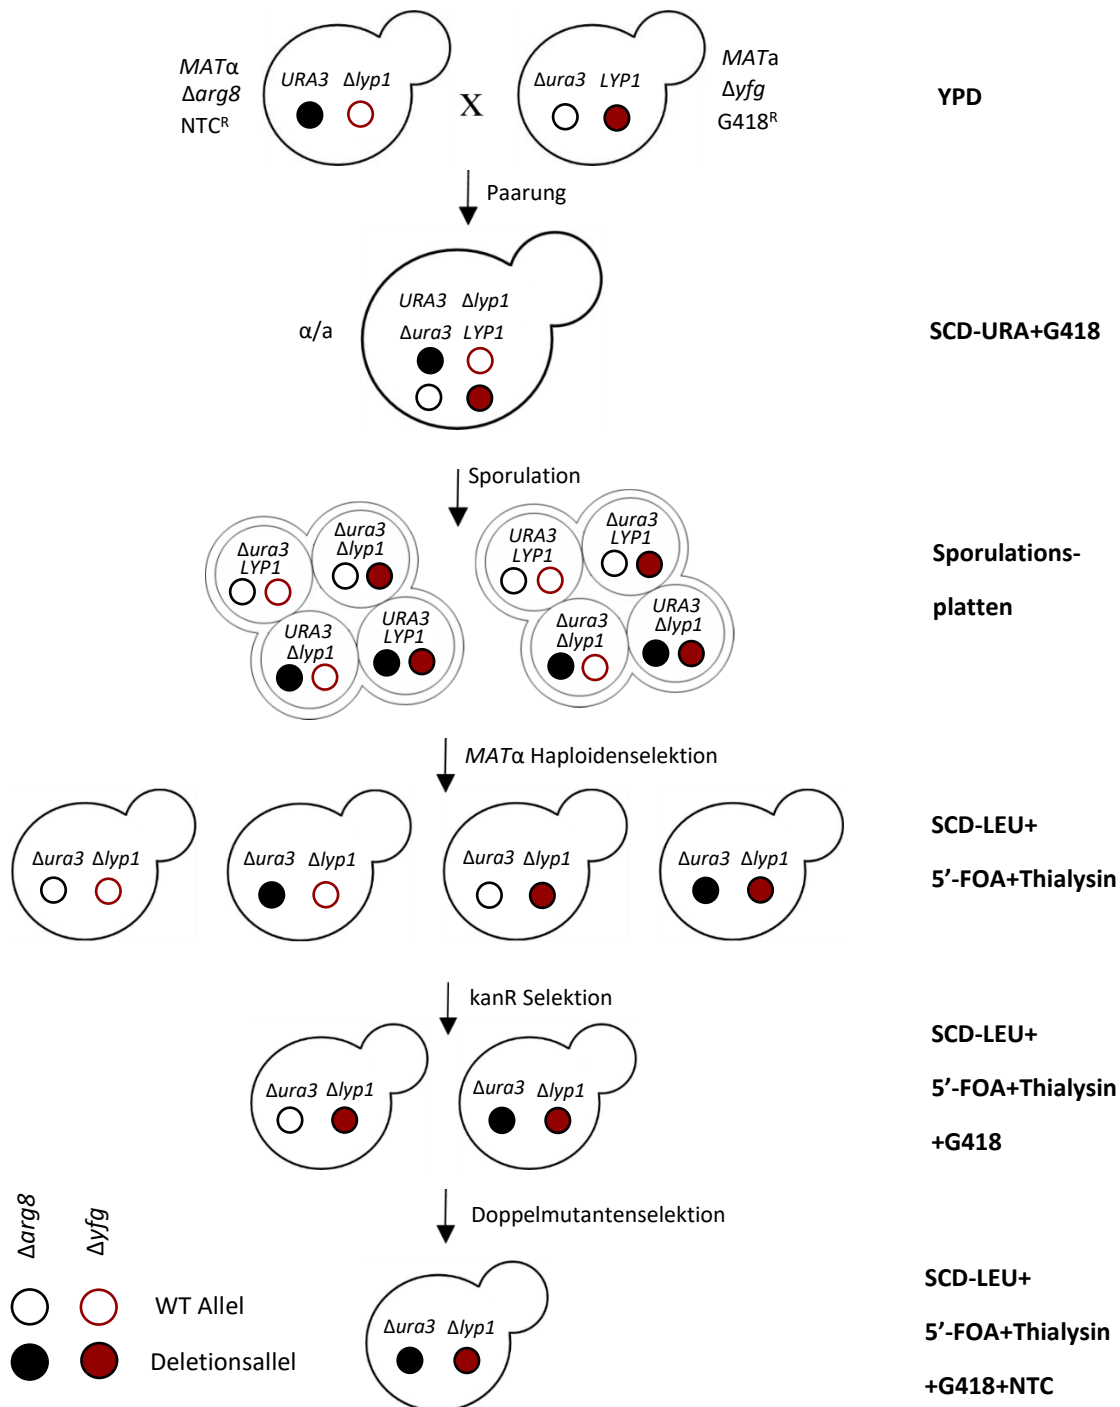 MATα
Δarg8
NTCᴿ
URA3 Δlyp1
X
Δura3 LYP1
MATa
Δyfg
G418ᴿ
YPD
Paarung
α/a
URA3 Δlyp1
Δura3 LYP1
SCD-URA+G418
Sporulation
Δura3
LYP1
Δura3
Δlyp1
URA3
Δlyp1
URA3
LYP1
URA3
LYP1
Δura3
LYP1
Δura3
Δlyp1
URA3
Δlyp1
Sporulations-
platten
MATα Haploidenselektion
Δura3 Δlyp1
Δura3 Δlyp1
Δura3 Δlyp1
Δura3 Δlyp1
SCD-LEU+
5’-FOA+Thialysin
kanR Selektion
Δura3 Δlyp1
Δura3 Δlyp1
SCD-LEU+
5’-FOA+Thialysin
+G418
Doppelmutantenselektion
Δura3 Δlyp1
SCD-LEU+
5’-FOA+Thialysin
+G418+NTC
Δarg8
Δyfg
WT Allel
Deletionsallel